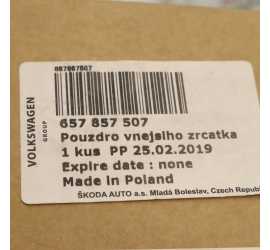 657857507
VOLKSWAGEN
GROUP
657 857 507
Pouzdro vnejsiho zrcatka
1 kus PP 25.02.2019
Expire date : none
Made in Poland
ŠKODA AUTO a.s. Mladá Boleslav, Czech Republi